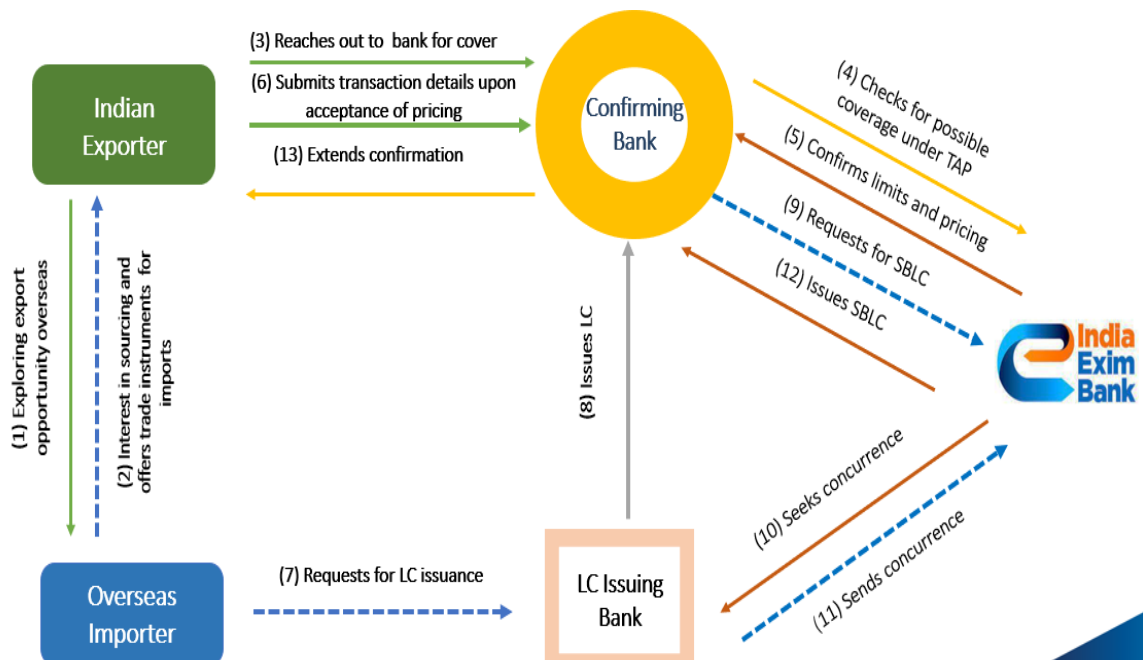 (3) Reaches out to  bank for cover
(6) Submits transaction details upon
acceptance of pricing
(13) Extends confirmation
Indian
Exporter
Confirming
Bank
(4) Checks for possible
coverage under TAP
(5) Confirms limits and pricing
(9) Requests for SBLC
(12) Issues SBLC
(1) Exploring export
opportunity overseas
(2) Interest in sourcing and
offers trade instruments for
imports
(8) Issues LC
India
Exim
Bank
(10) Seeks concurrence
(11) Sends concurrence
Overseas
Importer
(7) Requests for LC issuance
LC Issuing
Bank